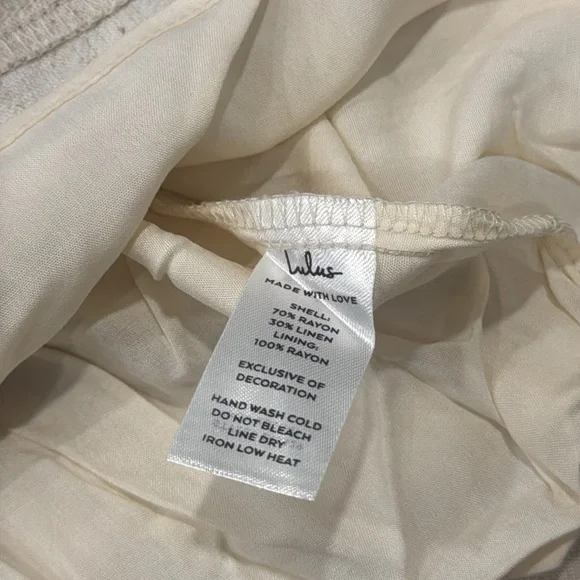 Lulus
MADE WITH LOVE
SHELL:
70% RAYON
30% LINEN
LINING:
100% RAYON
EXCLUSIVE OF
DECORATION
HAND WASH COLD
DO NOT BLEACH
LINE DRY
IRON LOW HEAT